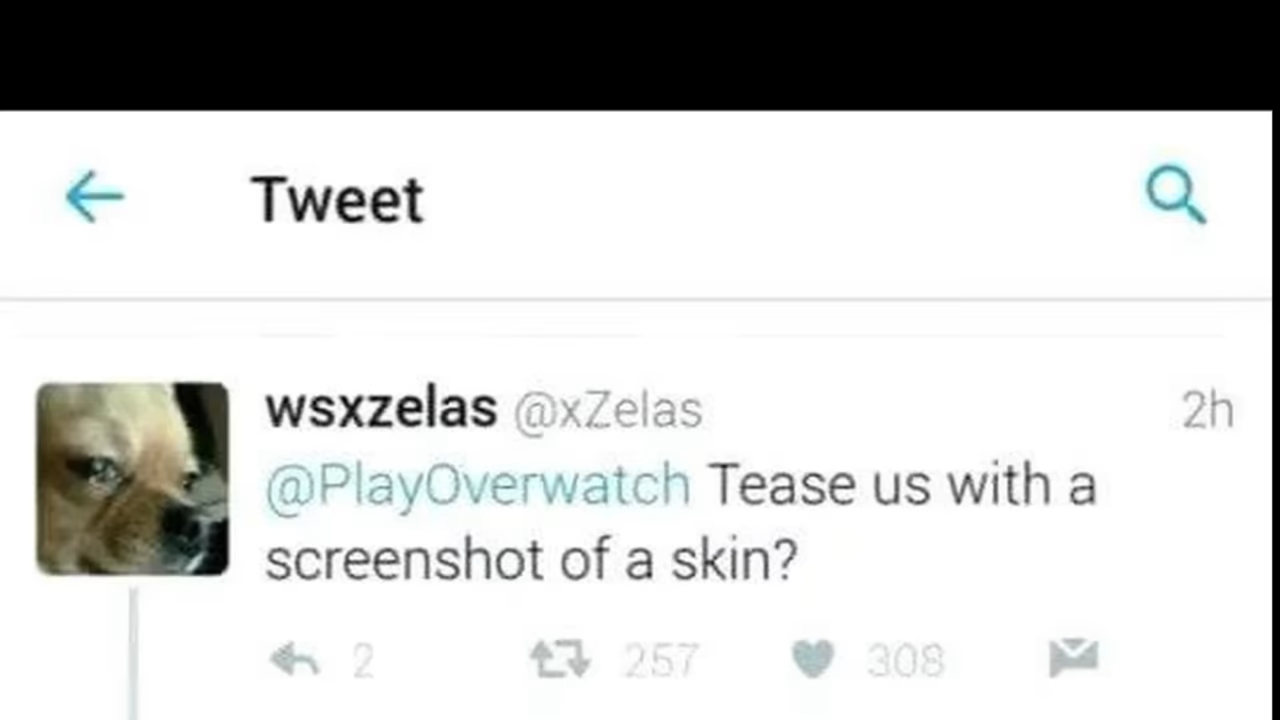 Tweet
wsxzelas @xZelas 2h
@PlayOverwatch Tease us with a
screenshot of a skin?
2 257 308